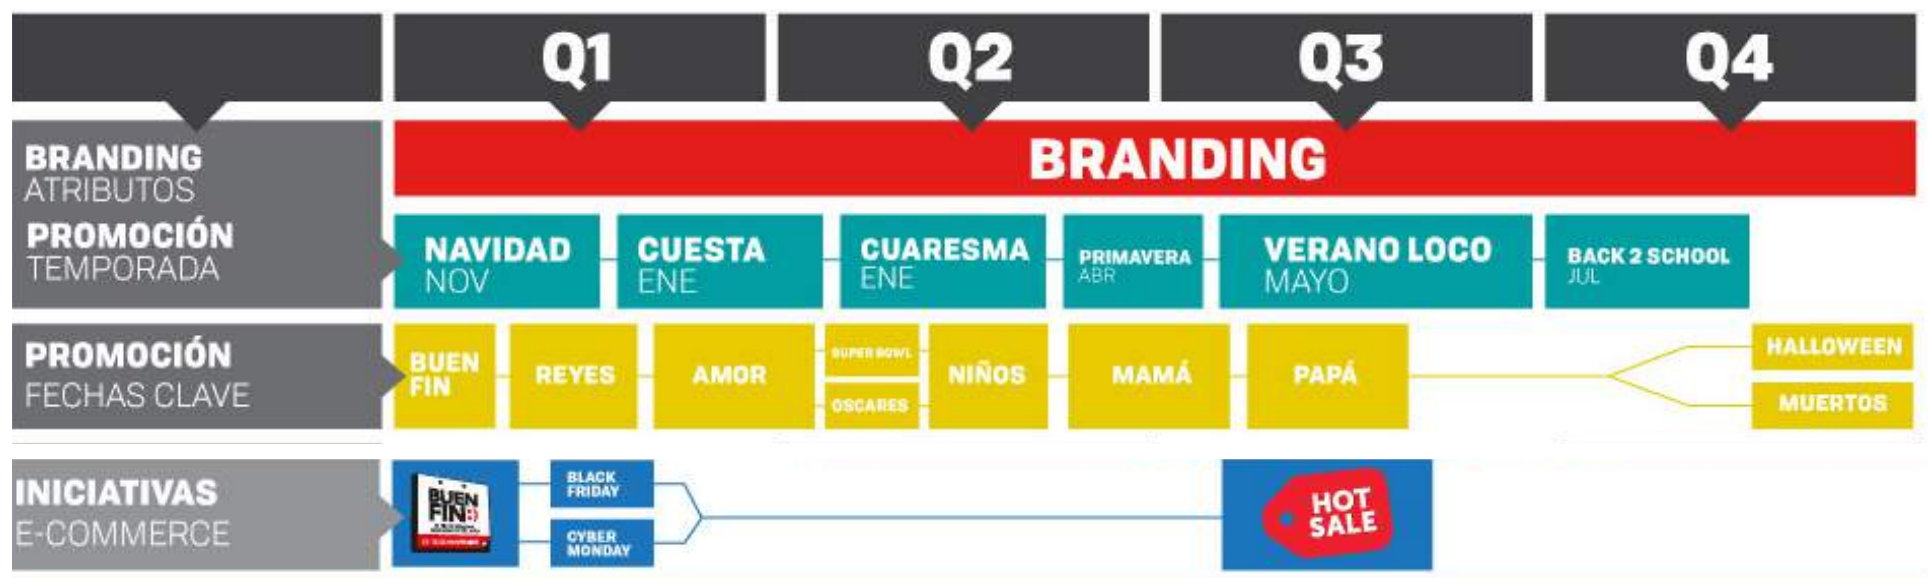 Q1
Q2
Q3
Q4
BRANDING
ATRIBUTOS
BRANDING
PROMOCIÓN
TEMPORADA
NAVIDAD
NOV
CUESTA
ENE
CUARESMA
ENE
PRIMAVERA
ABR
VERANO LOCO
MAYO
BACK 2 SCHOOL
JUL
PROMOCIÓN
FECHAS CLAVE
BUEN
FIN
REYES
AMOR
SUPER BOWL
OSCARES
NIÑOS
MAMÁ
PAPÁ
HALLOWEEN
MUERTOS
INICIATIVAS
E-COMMERCE
BUEN
FIN
BLACK
FRIDAY
CYBER
MONDAY
HOT
SALE